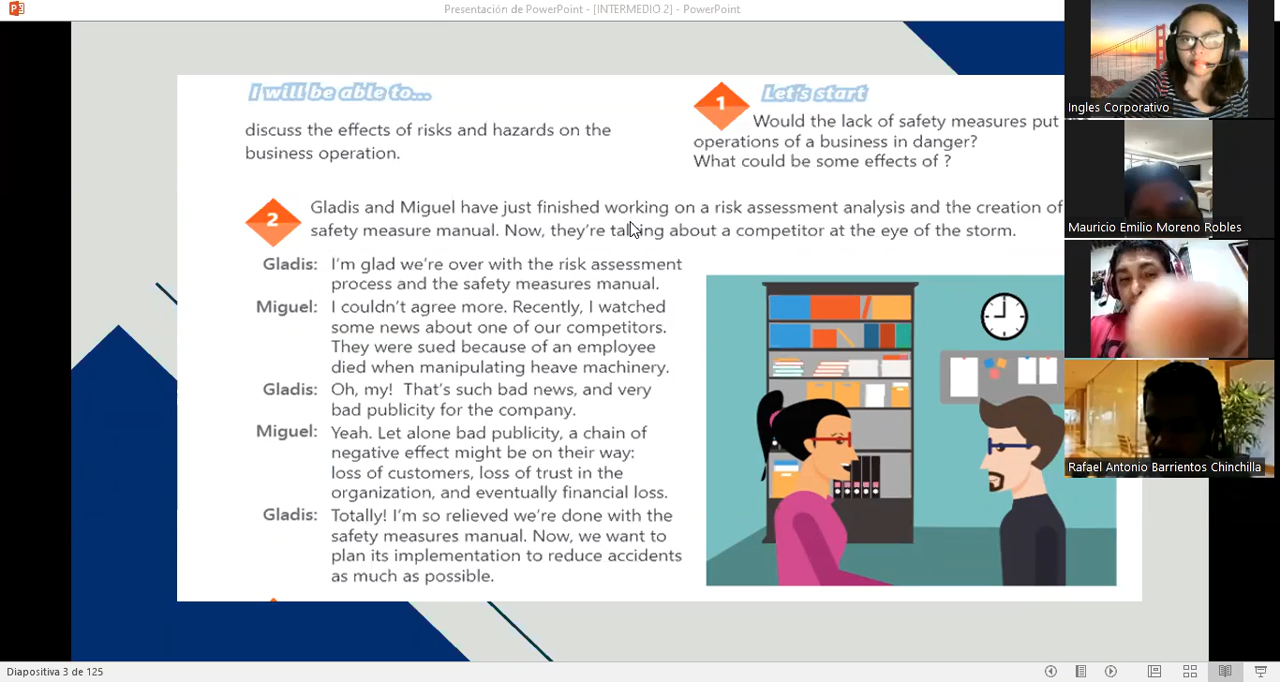 Presentación de PowerPoint - [INTERMEDIO 2] - PowerPoint
I will be able to...
discuss the effects of risks and hazards on the
business operation.
1
Let's start
Would the lack of safety measures put
operations of a business in danger?
What could be some effects of ?
2
Gladis and Miguel have just finished working on a risk assessment analysis and the creation of
safety measure manual. Now, they're talking about a competitor at the eye of the storm.
Gladis: I'm glad we're over with the risk assessment
process and the safety measures manual.
Miguel: I couldn't agree more. Recently, I watched
some news about one of our competitors.
They were sued because of an employee
died when manipulating heave machinery.
Gladis: Oh, my! That's such bad news, and very
bad publicity for the company.
Miguel: Yeah. Let alone bad publicity, a chain of
negative effect might be on their way:
loss of customers, loss of trust in the
organization, and eventually financial loss.
Gladis: Totally! I'm so relieved we're done with the
safety measures manual. Now, we want to
plan its implementation to reduce accidents
as much as possible.
Ingles Corporativo
Mauricio Emilio Moreno Robles
Rafael Antonio Barrientos Chinchilla
Diapositiva 3 de 125